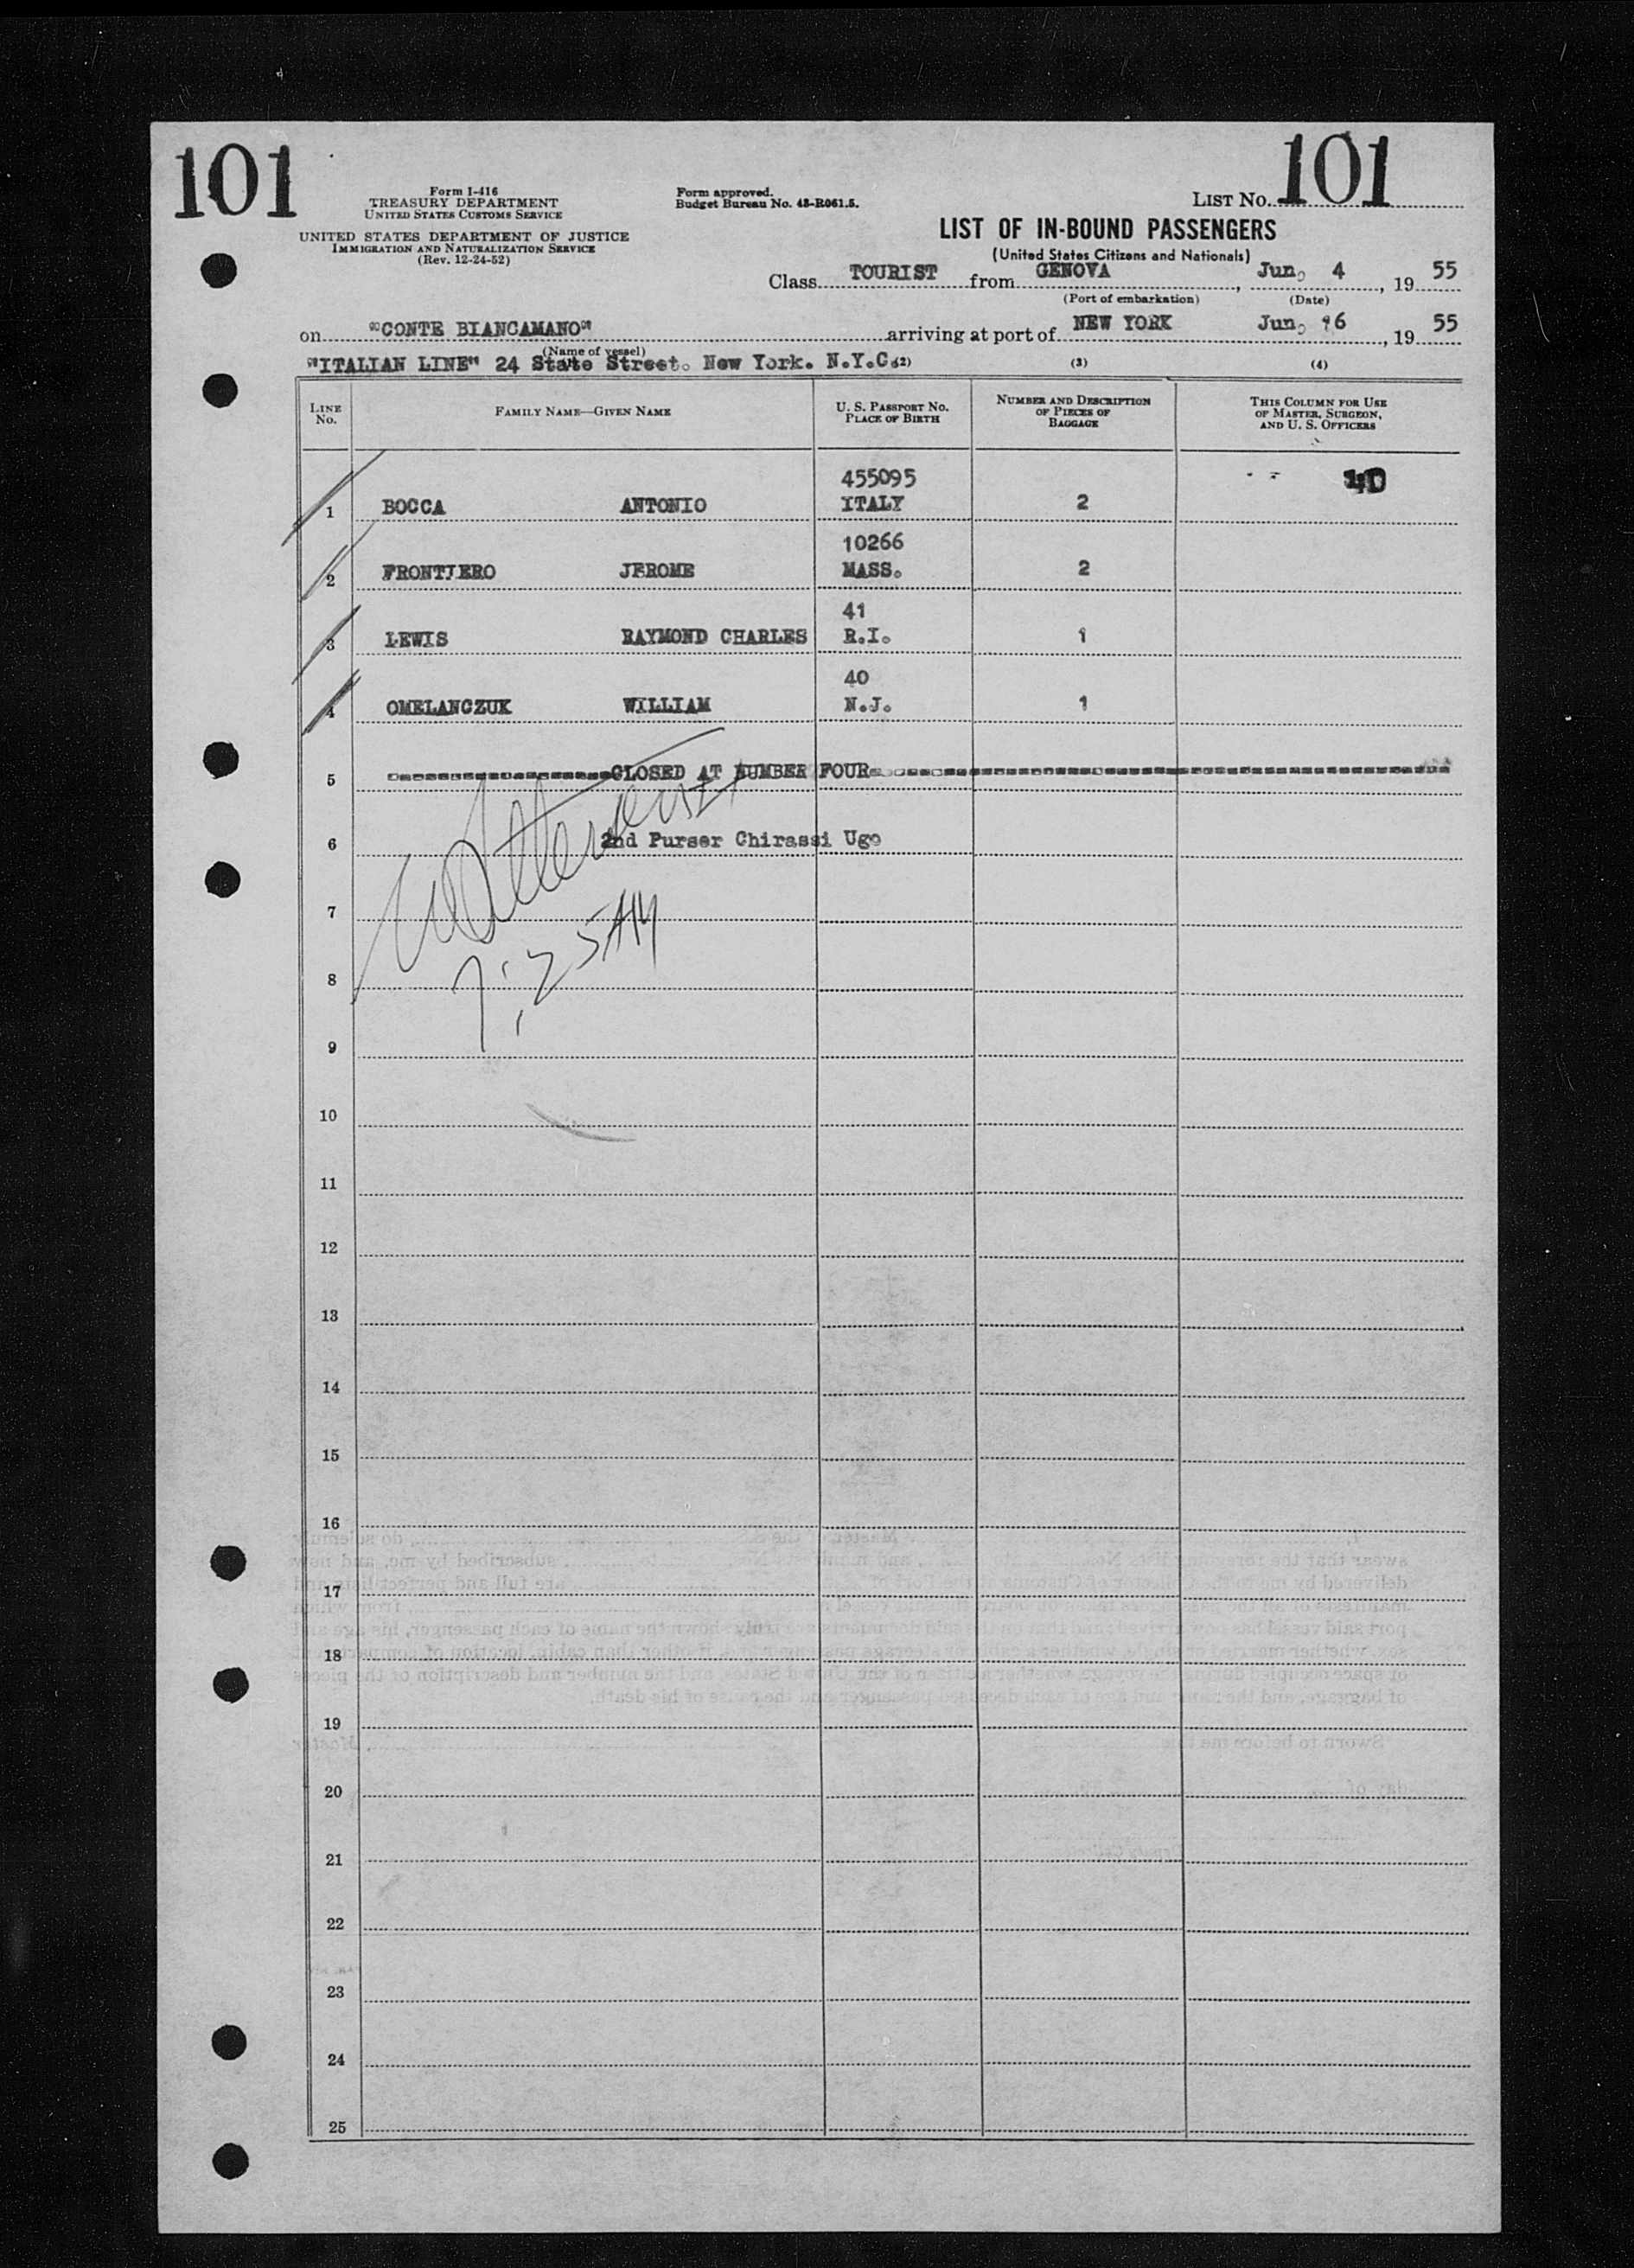 101
101
Form I-416
TREASURY DEPARTMENT
UNITED STATES CUSTOMS SERVICE
UNITED STATES DEPARTMENT OF JUSTICE
IMMIGRATION AND NATURALIZATION SERVICE
(Rev. 12-24-52)
Form approved.
Budget Bureau No. 43-R061.5.
LIST No.
LIST OF IN-BOUND PASSENGERS
(United States Citizens and Nationals)
Class TOURIST from GENOVA, Jun. 4, 1955
(Port of embarkation) (Date)
on "CONTE BIANCAMANO" arriving at port of NEW YORK Jun. 16, 1955
(Name of vessel)
"ITALIAN LINE" 24 State Street. New York. N.Y.C. (2) (3) (4)
LINE No. FAMILY NAME—GIVEN NAME U. S. PASSPORT No. PLACE OF BIRTH NUMBER AND DESCRIPTION OF PIECES OF BAGGAGE THIS COLUMN FOR USE OF MASTER, SURGEON, AND U. S. OFFICERS
455095
1 BOCCA ANTONIO ITALY 2
10266
2 FRONTIERO JEROME MASS. 2
41
3 LEWIS RAYMOND CHARLES R.I. 1
40
4 OMELANCZUK WILLIAM N.J. 1
5 CLOSED AT NUMBER FOUR
6 2nd Purser Chirassi Ugo
7
7:25 AM
8
9
10
11
12
13
14
15
16
17
18
19
20
21
22
23
24
25